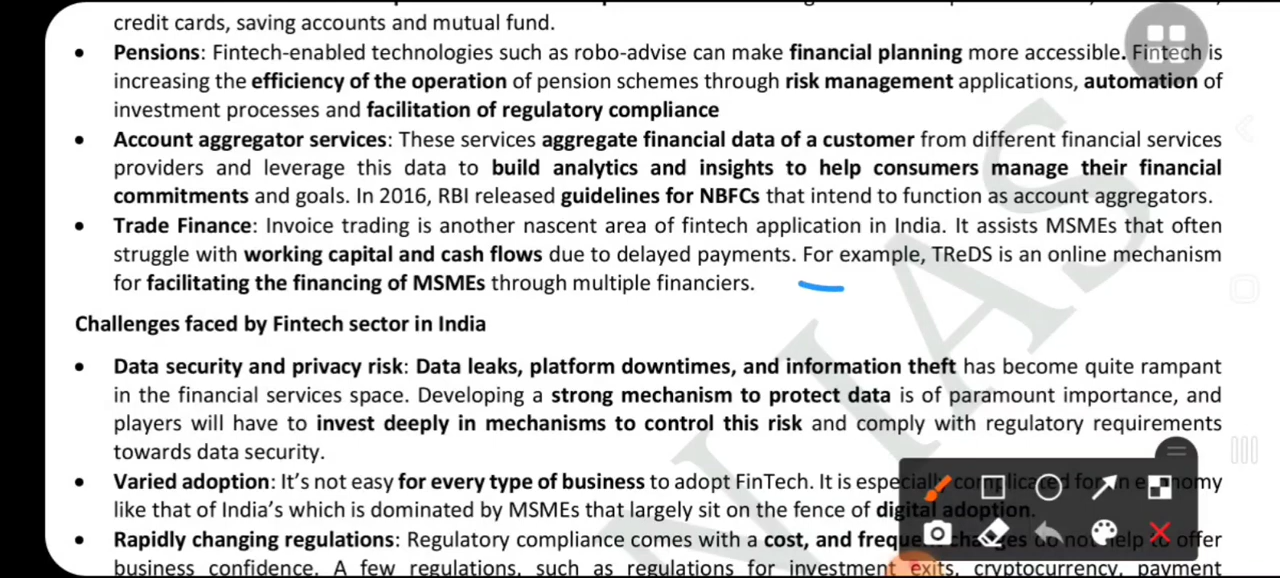 credit cards, saving accounts and mutual fund.
• Pensions: Fintech-enabled technologies such as robo-advise can make financial planning more accessible. Fintech is
increasing the efficiency of the operation of pension schemes through risk management applications, automation of
investment processes and facilitation of regulatory compliance
• Account aggregator services: These services aggregate financial data of a customer from different financial services
providers and leverage this data to build analytics and insights to help consumers manage their financial
commitments and goals. In 2016, RBI released guidelines for NBFCs that intend to function as account aggregators.
• Trade Finance: Invoice trading is another nascent area of fintech application in India. It assists MSMEs that often
struggle with working capital and cash flows due to delayed payments. For example, TReDS is an online mechanism
for facilitating the financing of MSMEs through multiple financiers.
Challenges faced by Fintech sector in India
• Data security and privacy risk: Data leaks, platform downtimes, and information theft has become quite rampant
in the financial services space. Developing a strong mechanism to protect data is of paramount importance, and
players will have to invest deeply in mechanisms to control this risk and comply with regulatory requirements
towards data security.
• Varied adoption: It’s not easy for every type of business to adopt FinTech. It is especially complicated for an economy
like that of India’s which is dominated by MSMEs that largely sit on the fence of digital adoption.
• Rapidly changing regulations: Regulatory compliance comes with a cost, and frequent changes do not help to offer
business confidence. A few regulations, such as regulations for investment exits, cryptocurrency, payment
NIAS